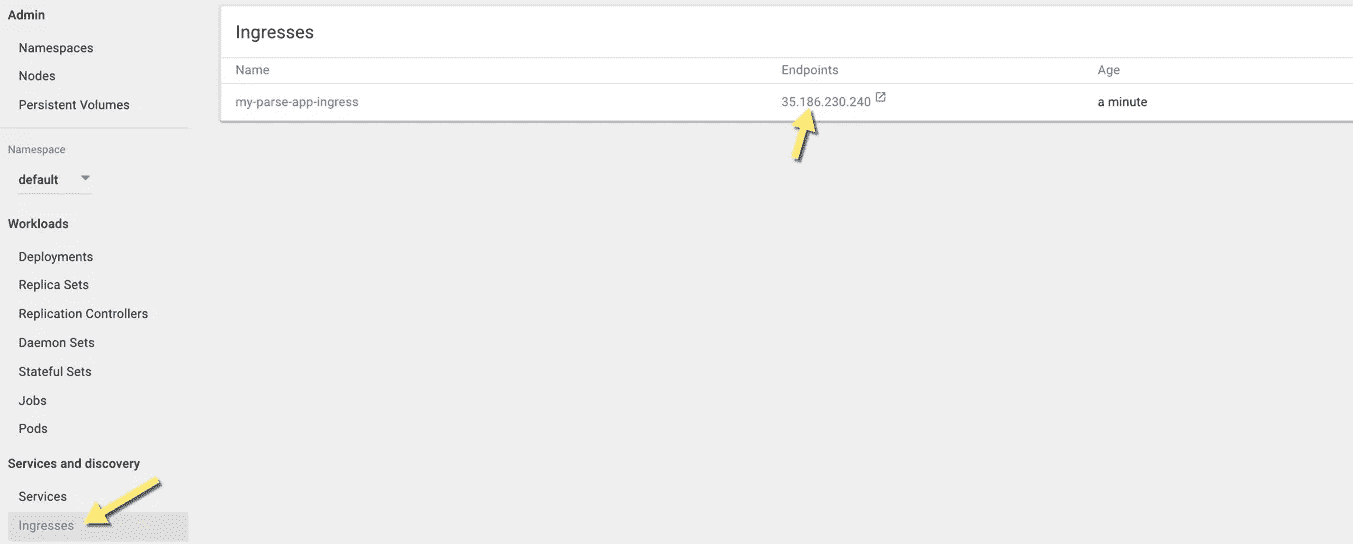 Admin
Namespaces
Nodes
Persistent Volumes
Namespace
default
Workloads
Deployments
Replica Sets
Replication Controllers
Daemon Sets
Stateful Sets
Jobs
Pods
Services and discovery
Services
Ingresses
Ingresses
Name Endpoints Age
my-parse-app-ingress 35.186.230.240 a minute